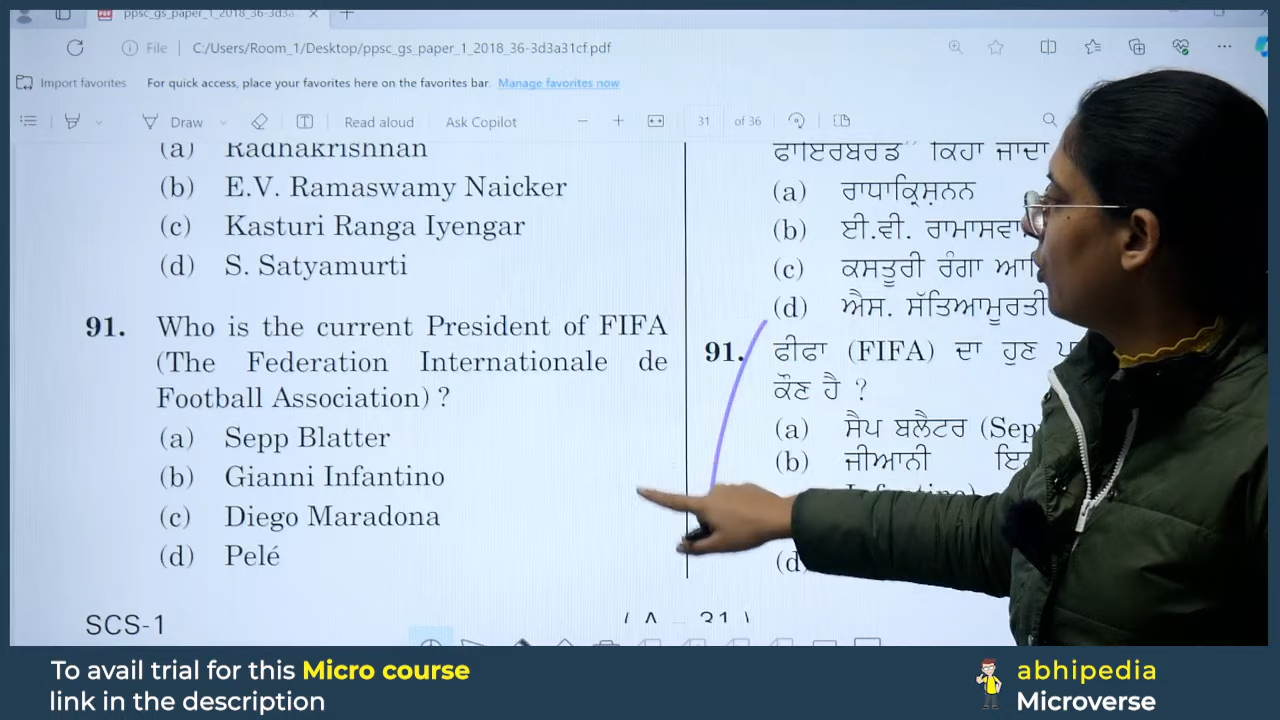 ppsc_gs_paper_1_2018_36-3d3a
File C:/Users/Room_1/Desktop/ppsc_gs_paper_1_2018_36-3d3a31cf.pdf
Import favorites For quick access, place your favorites here on the favorites bar. Manage favorites now
Draw Read aloud Ask Copilot 31 of 36
(a) Radhakrishnan
(b) E.V. Ramaswamy Naicker
(c) Kasturi Ranga Iyengar
(d) S. Satyamurti
91. Who is the current President of FIFA
(The Federation Internationale de
Football Association) ?
(a) Sepp Blatter
(b) Gianni Infantino
(c) Diego Maradona
(d) Pelé
SCS-1
( A – 31 )
ਫਾਇਰਬਰਡ” ਕਿਹਾ ਜਾਂਦਾ
(a) ਰਾਧਾਕ੍ਰਿਸ਼ਨਨ
(b) ਈ.ਵੀ.
(c) ਕਸਤੂਰੀ ਰੰਗਾ
(d) ਐਸ. ਸੱਤਿਆਮੂਰਤੀ
91. ਫੀਫਾ (FIFA) ਦਾ ਹੁਣ
ਕੌਣ ਹੈ ?
(a) ਸੈਪ ਬਲੈਟਰ
(b) ਜੀਆਨੀ
(d)
To avail trial for this Micro course
link in the description
abhipedia
Microverse